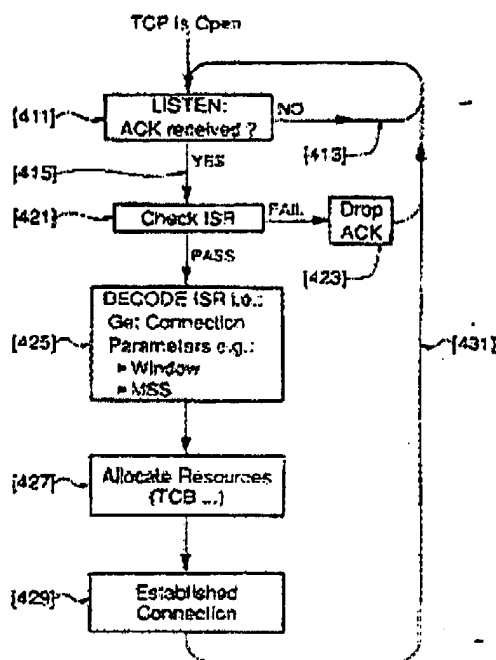 TCP is Open
[411]
LISTEN:
ACK received ?
NO
[413]
[415]
YES
[421]
Check ISR
FAIL
Drop
ACK
[423]
PASS
[425]
DECODE ISR i.e.:
Get Connection
Parameters e.g.:
Window
MSS
[431]
[427]
Allocate Resources
(TCB ...)
[429]
Established
Connection